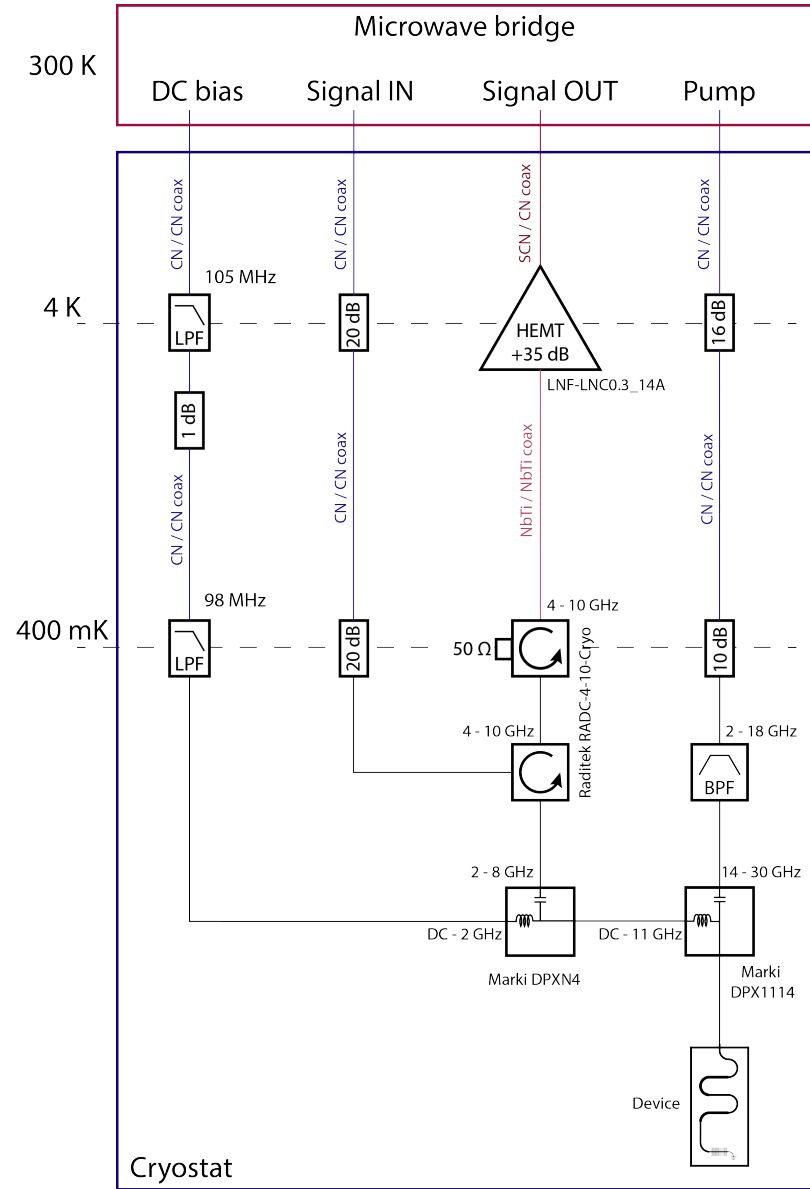 Microwave bridge
300 K
DC bias
Signal IN
Signal OUT
Pump
CN / CN coax
CN / CN coax
SCN / CN coax
CN / CN coax
105 MHz
4 K
LPF
20 dB
HEMT
+35 dB
16 dB
LNF-LNC0.3_14A
1 dB
CN / CN coax
CN / CN coax
NbTi / NbTi coax
CN / CN coax
98 MHz
4 - 10 GHz
400 mK
LPF
20 dB
50 Ω
10 dB
Raditek RADC-4-10-Cryo
4 - 10 GHz
2 - 18 GHz
BPF
2 - 8 GHz
14 - 30 GHz
DC - 2 GHz
DC - 11 GHz
Marki DPXN4
Marki
DPX1114
Device
Cryostat